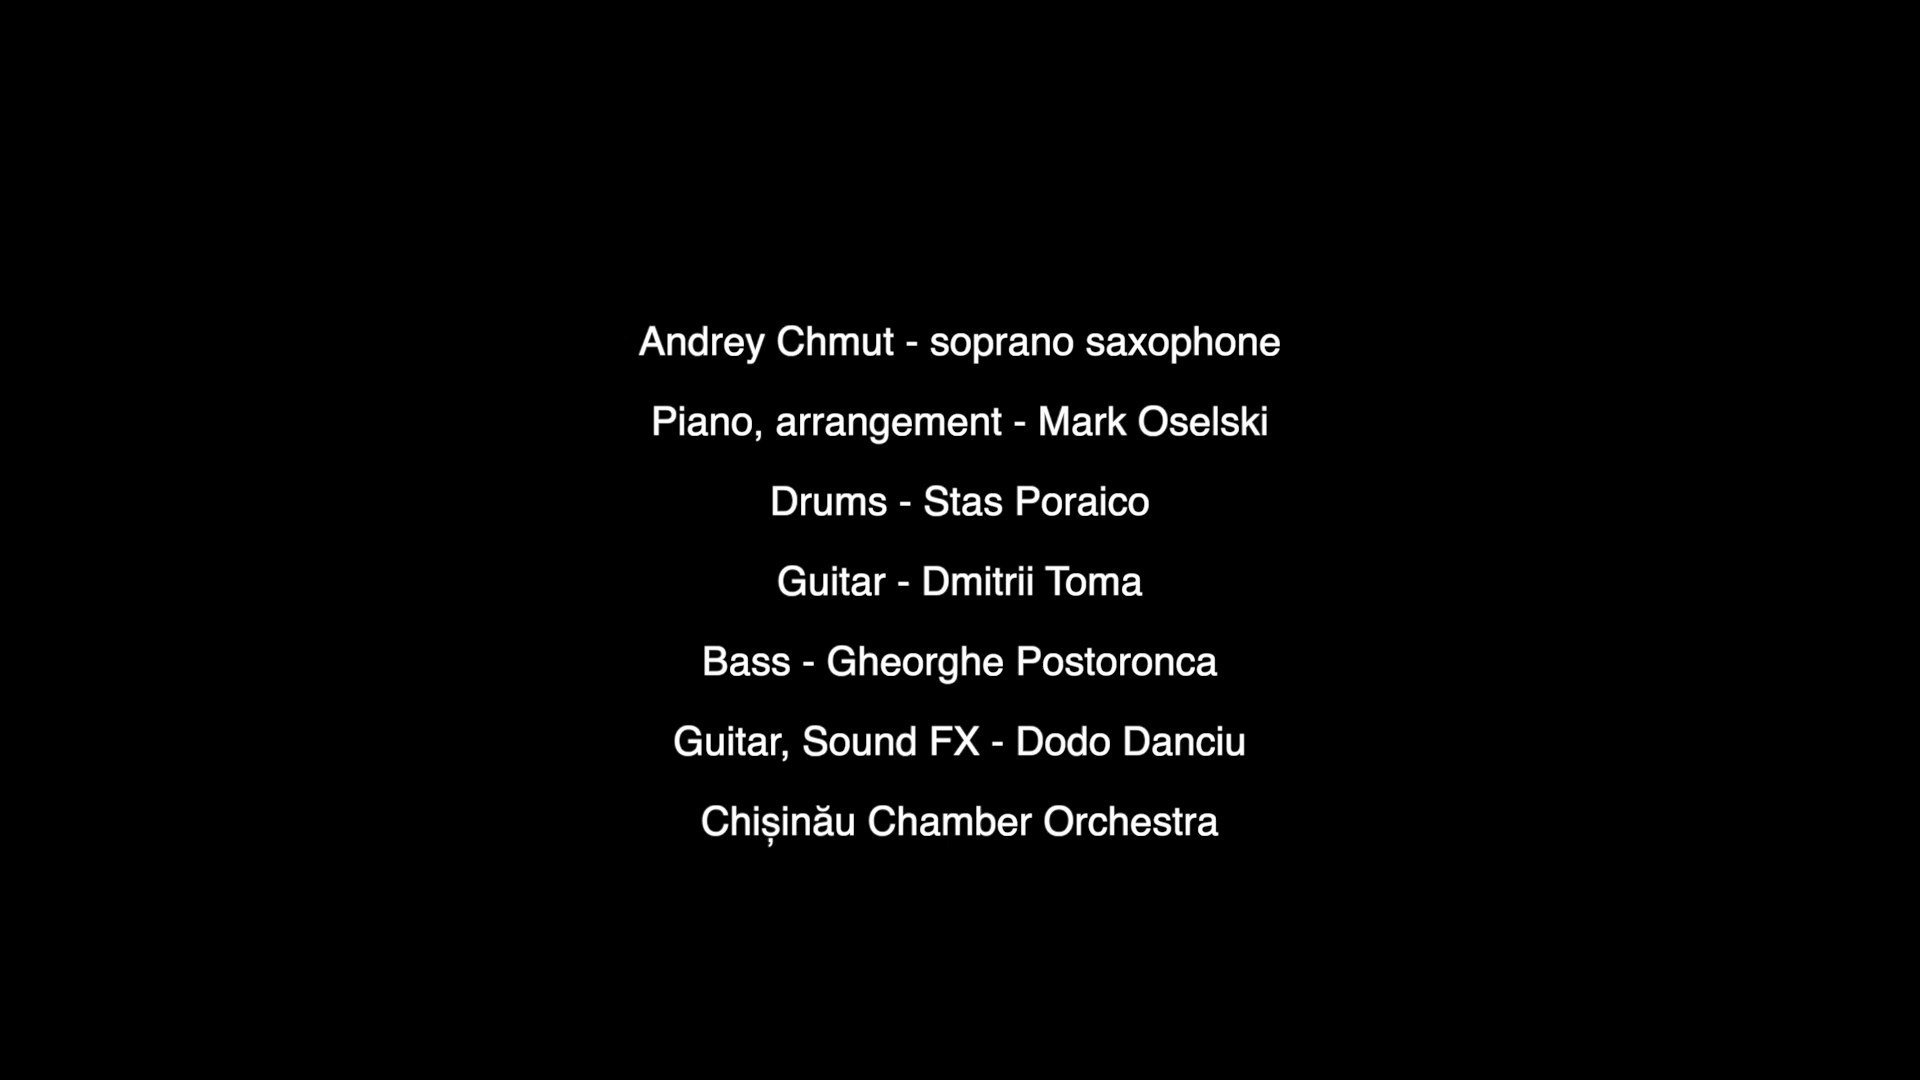 Andrey Chmut - soprano saxophone
Piano, arrangement - Mark Oselski
Drums - Stas Poraico
Guitar - Dmitrii Toma
Bass - Gheorghe Postoronca
Guitar, Sound FX - Dodo Danciu
Chișinău Chamber Orchestra